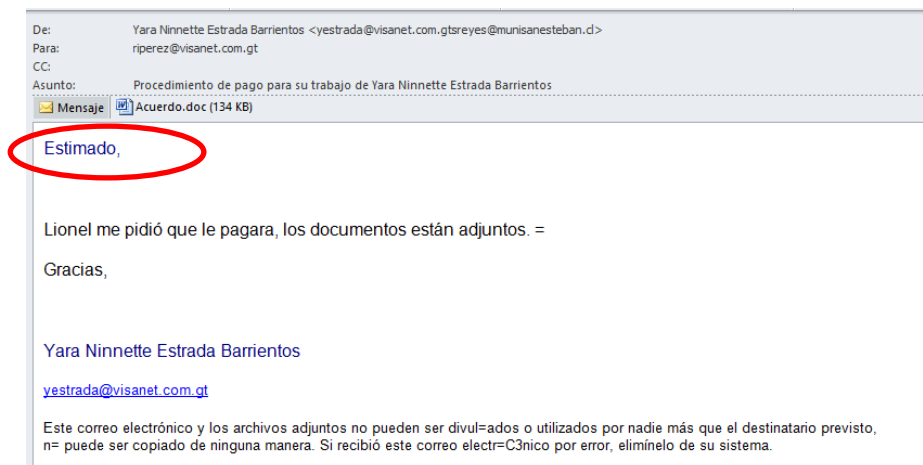 De: Yara Ninnette Estrada Barrientos <yestrada@visanet.com.gtsreyes@munisanesteban.cl>
Para: riperez@visanet.com.gt
CC:
Asunto: Procedimiento de pago para su trabajo de Yara Ninnette Estrada Barrientos
Mensaje Acuerdo.doc (134 KB)
Estimado,
Lionel me pidió que le pagara, los documentos están adjuntos. =
Gracias,
Yara Ninnette Estrada Barrientos
yestrada@visanet.com.gt
Este correo electrónico y los archivos adjuntos no pueden ser divul=ados o utilizados por nadie más que el destinatario previsto,
n= puede ser copiado de ninguna manera. Si recibió este correo electr=C3nico por error, elimínelo de su sistema.